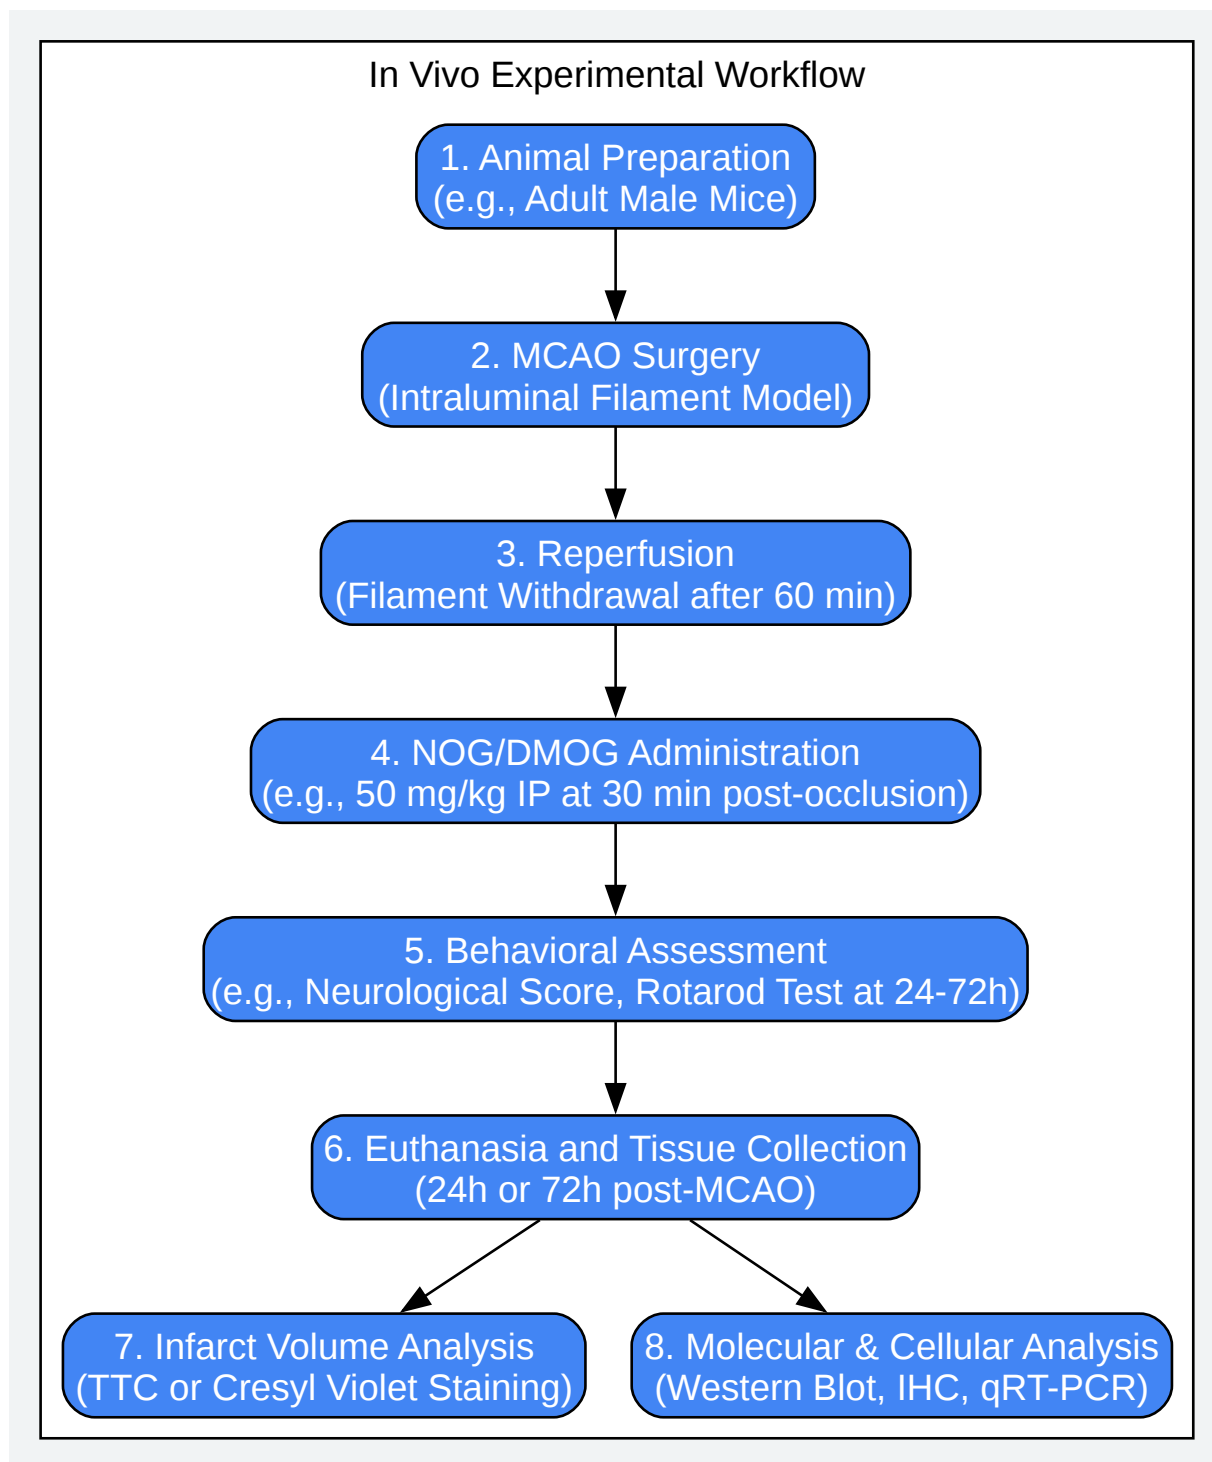 In Vivo Experimental Workflow
1. Animal Preparation
(e.g., Adult Male Mice)
2. MCAO Surgery
(Intraluminal Filament Model)
3. Reperfusion
(Filament Withdrawal after 60 min)
4. NOG/DMOG Administration
(e.g., 50 mg/kg IP at 30 min post-occlusion)
5. Behavioral Assessment
(e.g., Neurological Score, Rotarod Test at 24-72h)
6. Euthanasia and Tissue Collection
(24h or 72h post-MCAO)
7. Infarct Volume Analysis
(TTC or Cresyl Violet Staining)
8. Molecular & Cellular Analysis
(Western Blot, IHC, qRT-PCR)